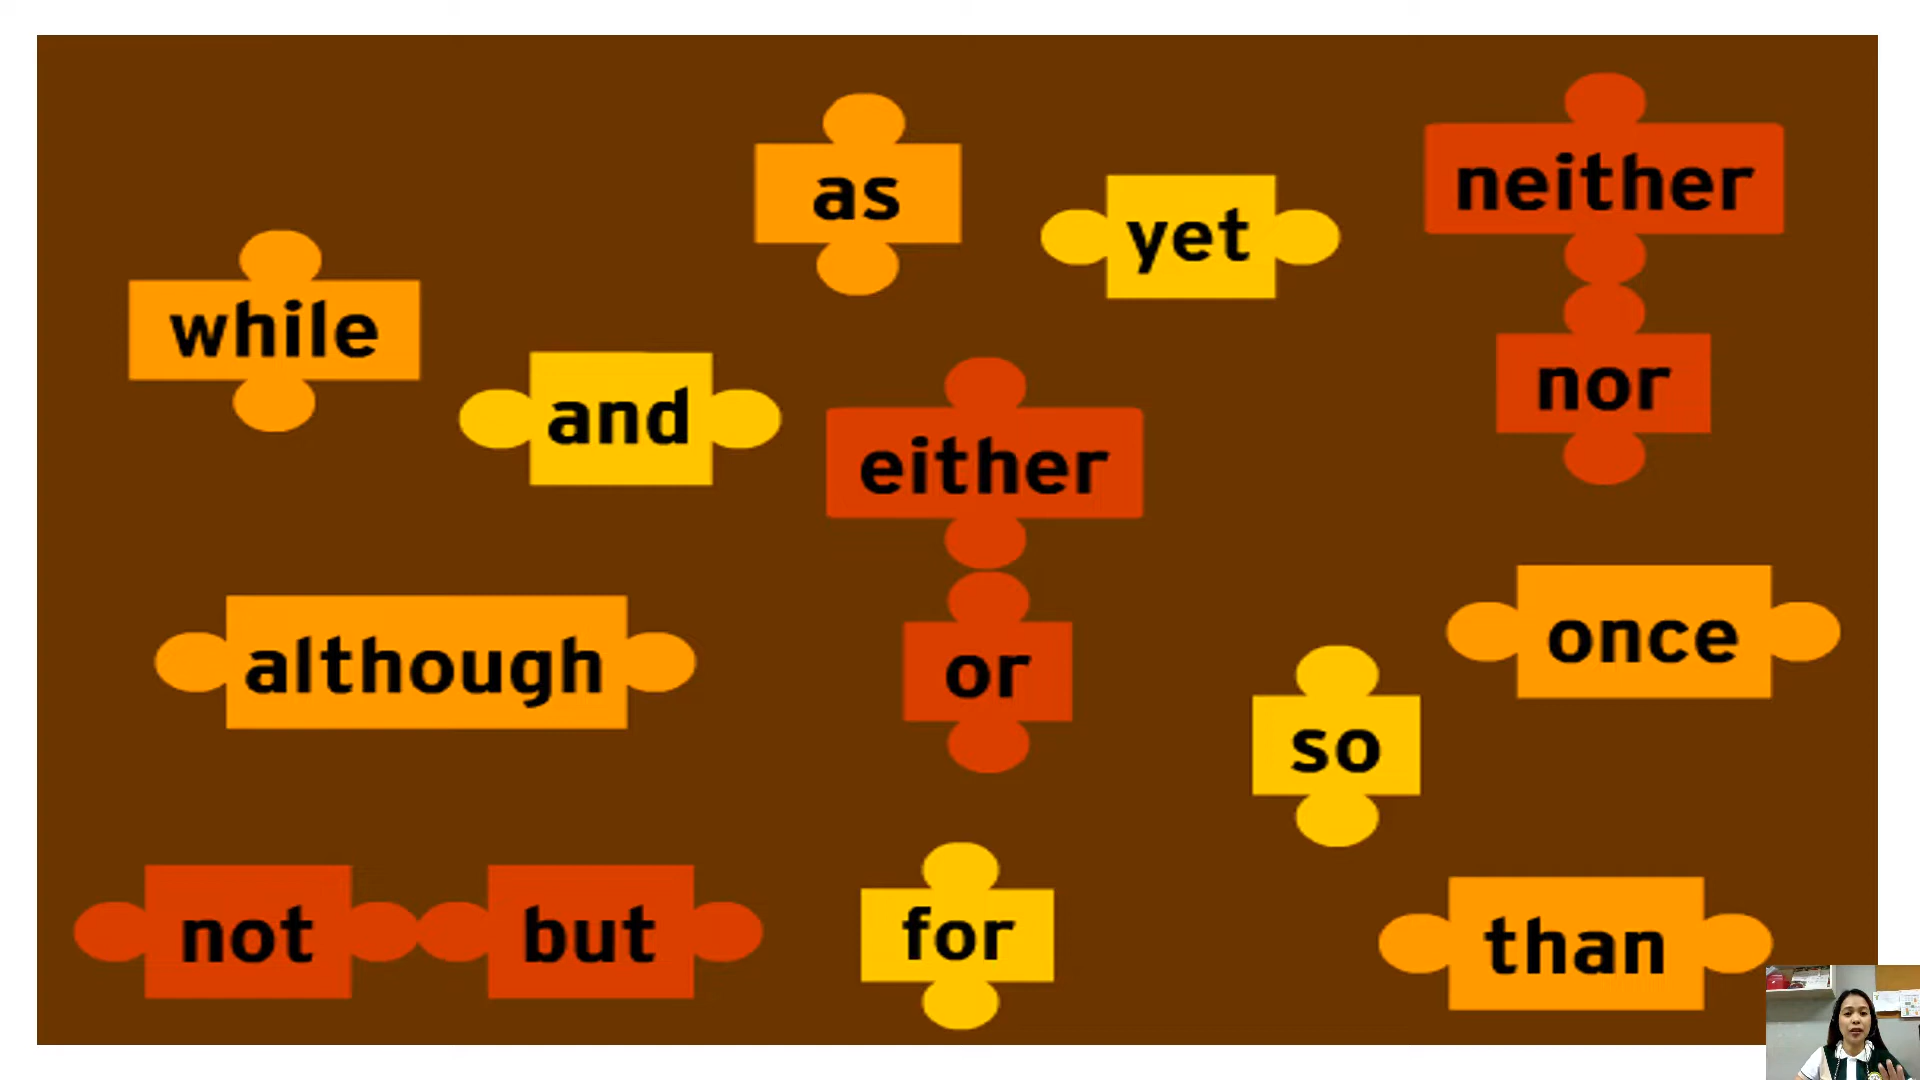 as
yet
neither
while
and
nor
either
although
or
once
so
not but
for
than